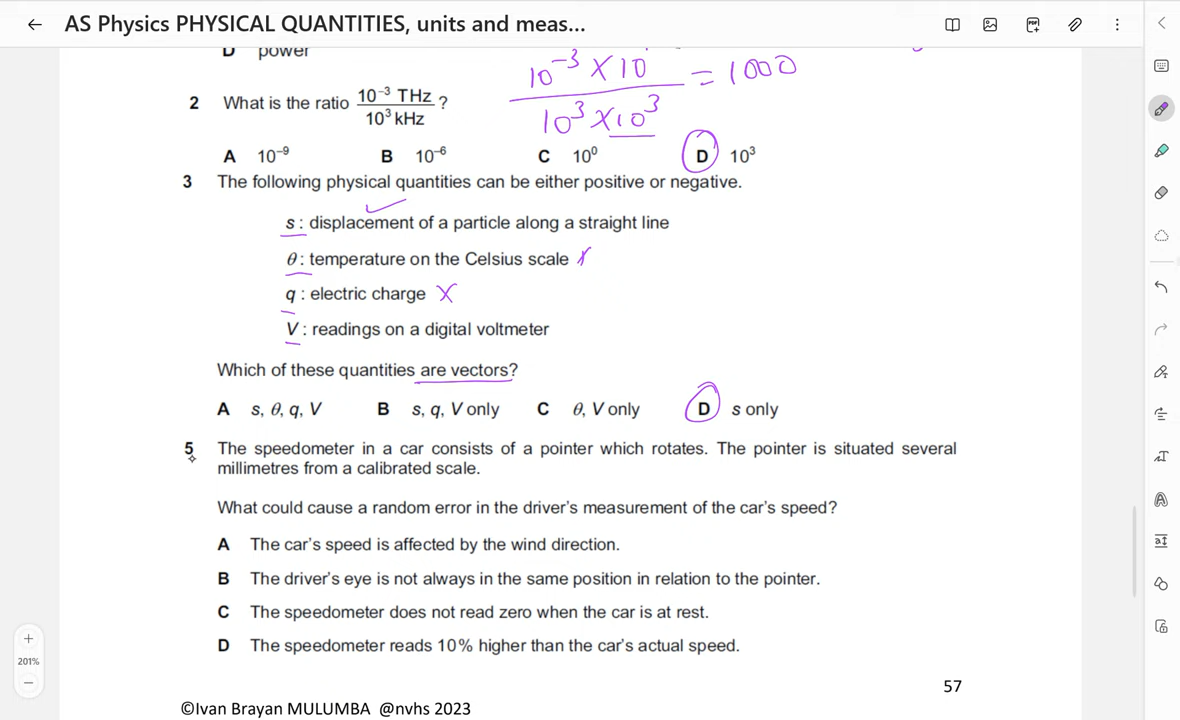 AS Physics PHYSICAL QUANTITIES, units and meas...
D power
10⁻³ × 10
= 1000
10³ × 10³
2 What is the ratio 10⁻³ THz / 10³ kHz ?
A 10⁻⁹ B 10⁻⁶ C 10⁰ D 10³
3 The following physical quantities can be either positive or negative.
s : displacement of a particle along a straight line
θ : temperature on the Celsius scale x
q : electric charge x
V : readings on a digital voltmeter
Which of these quantities are vectors?
A s, θ, q, V B s, q, V only C θ, V only D s only
5 The speedometer in a car consists of a pointer which rotates. The pointer is situated several
millimetres from a calibrated scale.
What could cause a random error in the driver's measurement of the car's speed?
A The car's speed is affected by the wind direction.
B The driver's eye is not always in the same position in relation to the pointer.
C The speedometer does not read zero when the car is at rest.
D The speedometer reads 10% higher than the car's actual speed.
57
©Ivan Brayan MULUMBA @nvhs 2023
201%